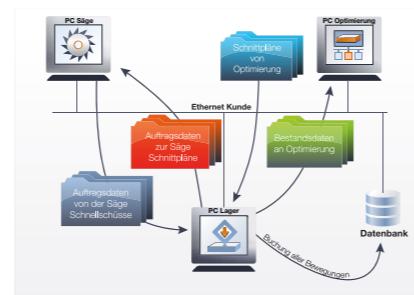 PC Säge
PC Optimierung
Schnittpläne
von
Optimierung
Ethernet Kunde
Auftragsdaten
zur Säge
Schnittpläne
Bestandsdaten
an Optimierung
Auftragsdaten
von der Säge
Schnellschüsse
PC Lager
Datenbank
Buchung aller Bewegungen